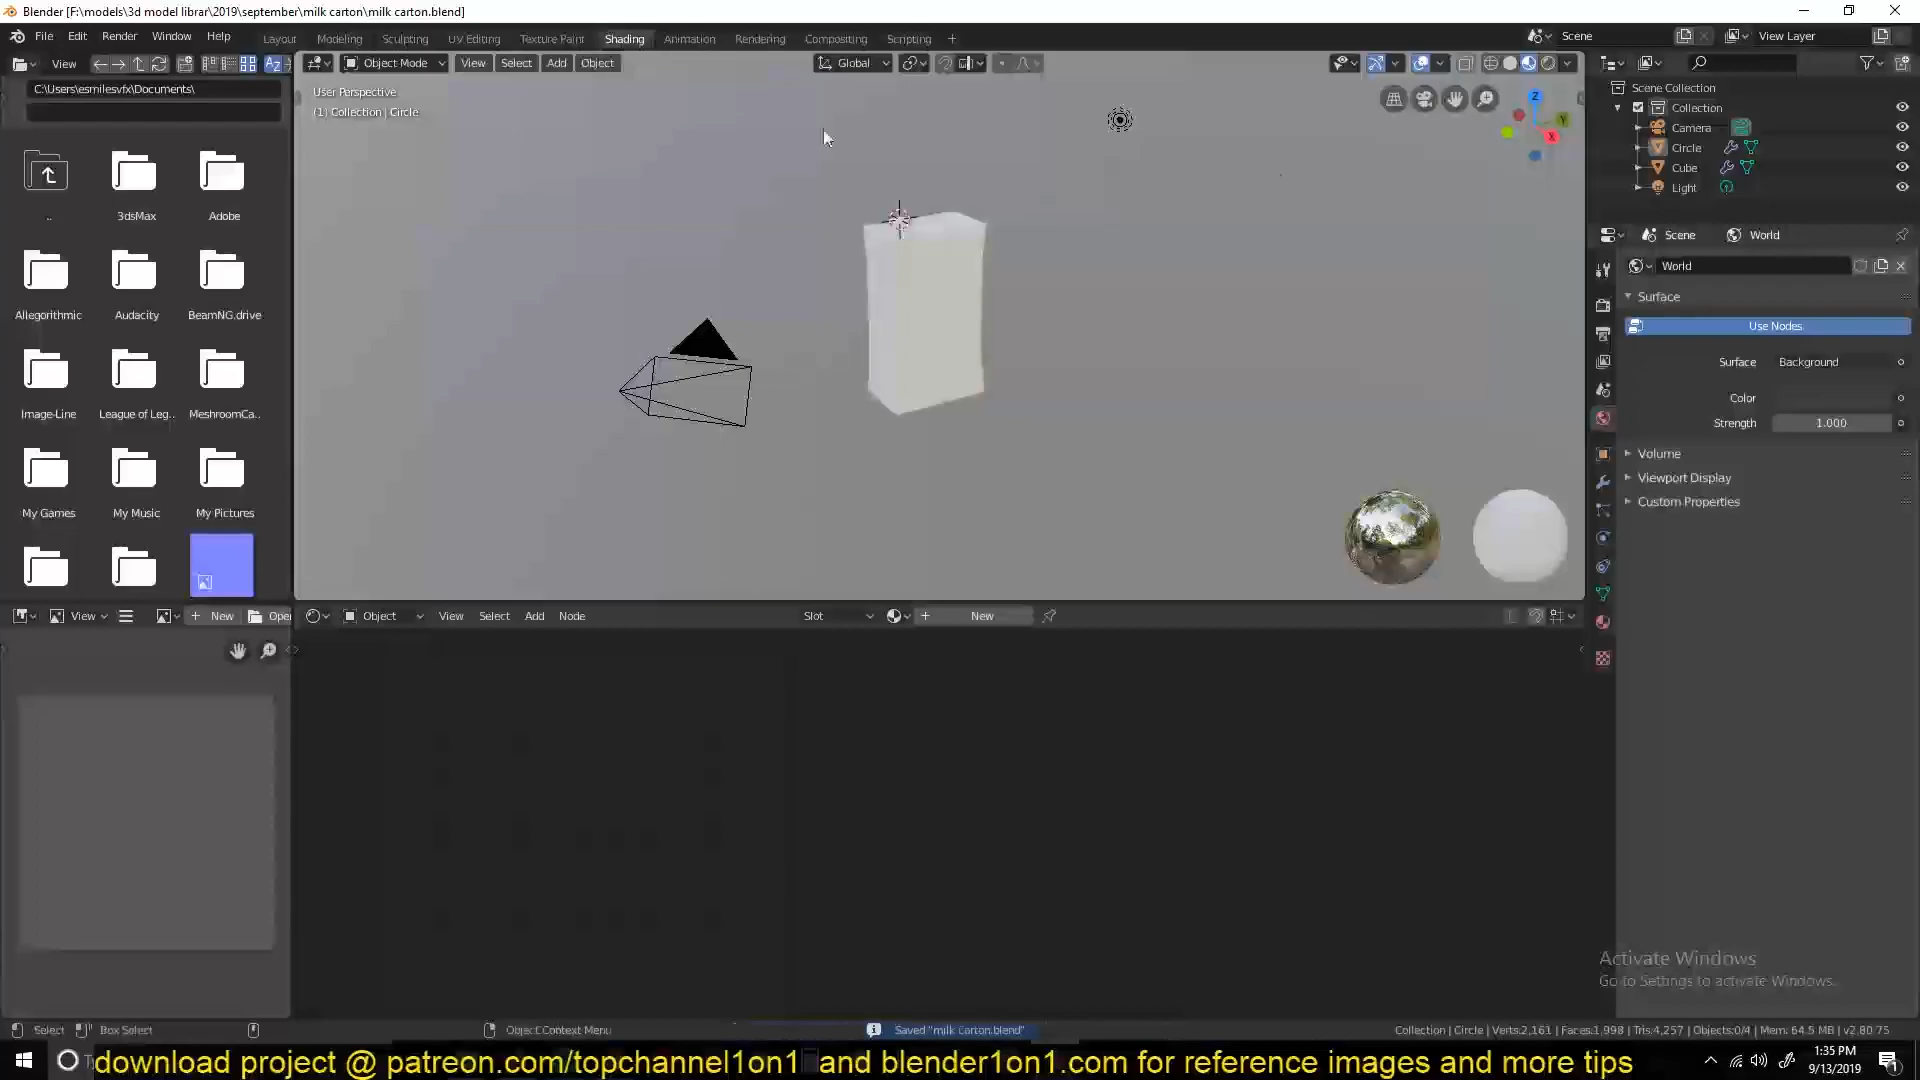 Blender [F:\models\3d model librar\2019\september\milk carton\milk carton.blend]
File Edit Render Window Help Layout Modeling Sculpting UV Editing Texture Paint Shading Animation Rendering Compositing Scripting + Scene View Layer
View Object Mode View Select Add Object Global
C:\Users\esmilesvfx\Documents\
User Perspective
(1) Collection | Circle
Z
Y
X
Scene Collection
Collection
Camera
Circle
Cube
Light
..
3dsMax
Adobe
Allegorithmic
Audacity
BeamNG.drive
Image-Line
League of Leg..
MeshroomCa..
My Games
My Music
My Pictures
Scene World
World
Surface
Use Nodes
Surface Background
Color
Strength 1.000
Volume
Viewport Display
Custom Properties
View New Open
Object View Select Add Node Slot New
Activate Windows
Go to Settings to activate Windows.
Select Box Select Object Context Menu Saved "milk carton.blend" Collection | Circle | Verts:2,161 | Faces:1,998 | Tris:4,257 | Objects:0/4 | Mem: 64.5 MB | v2.80.75
download project @ patreon.com/topchannel1on1 and blender1on1.com for reference images and more tips
1:35 PM
9/13/2019